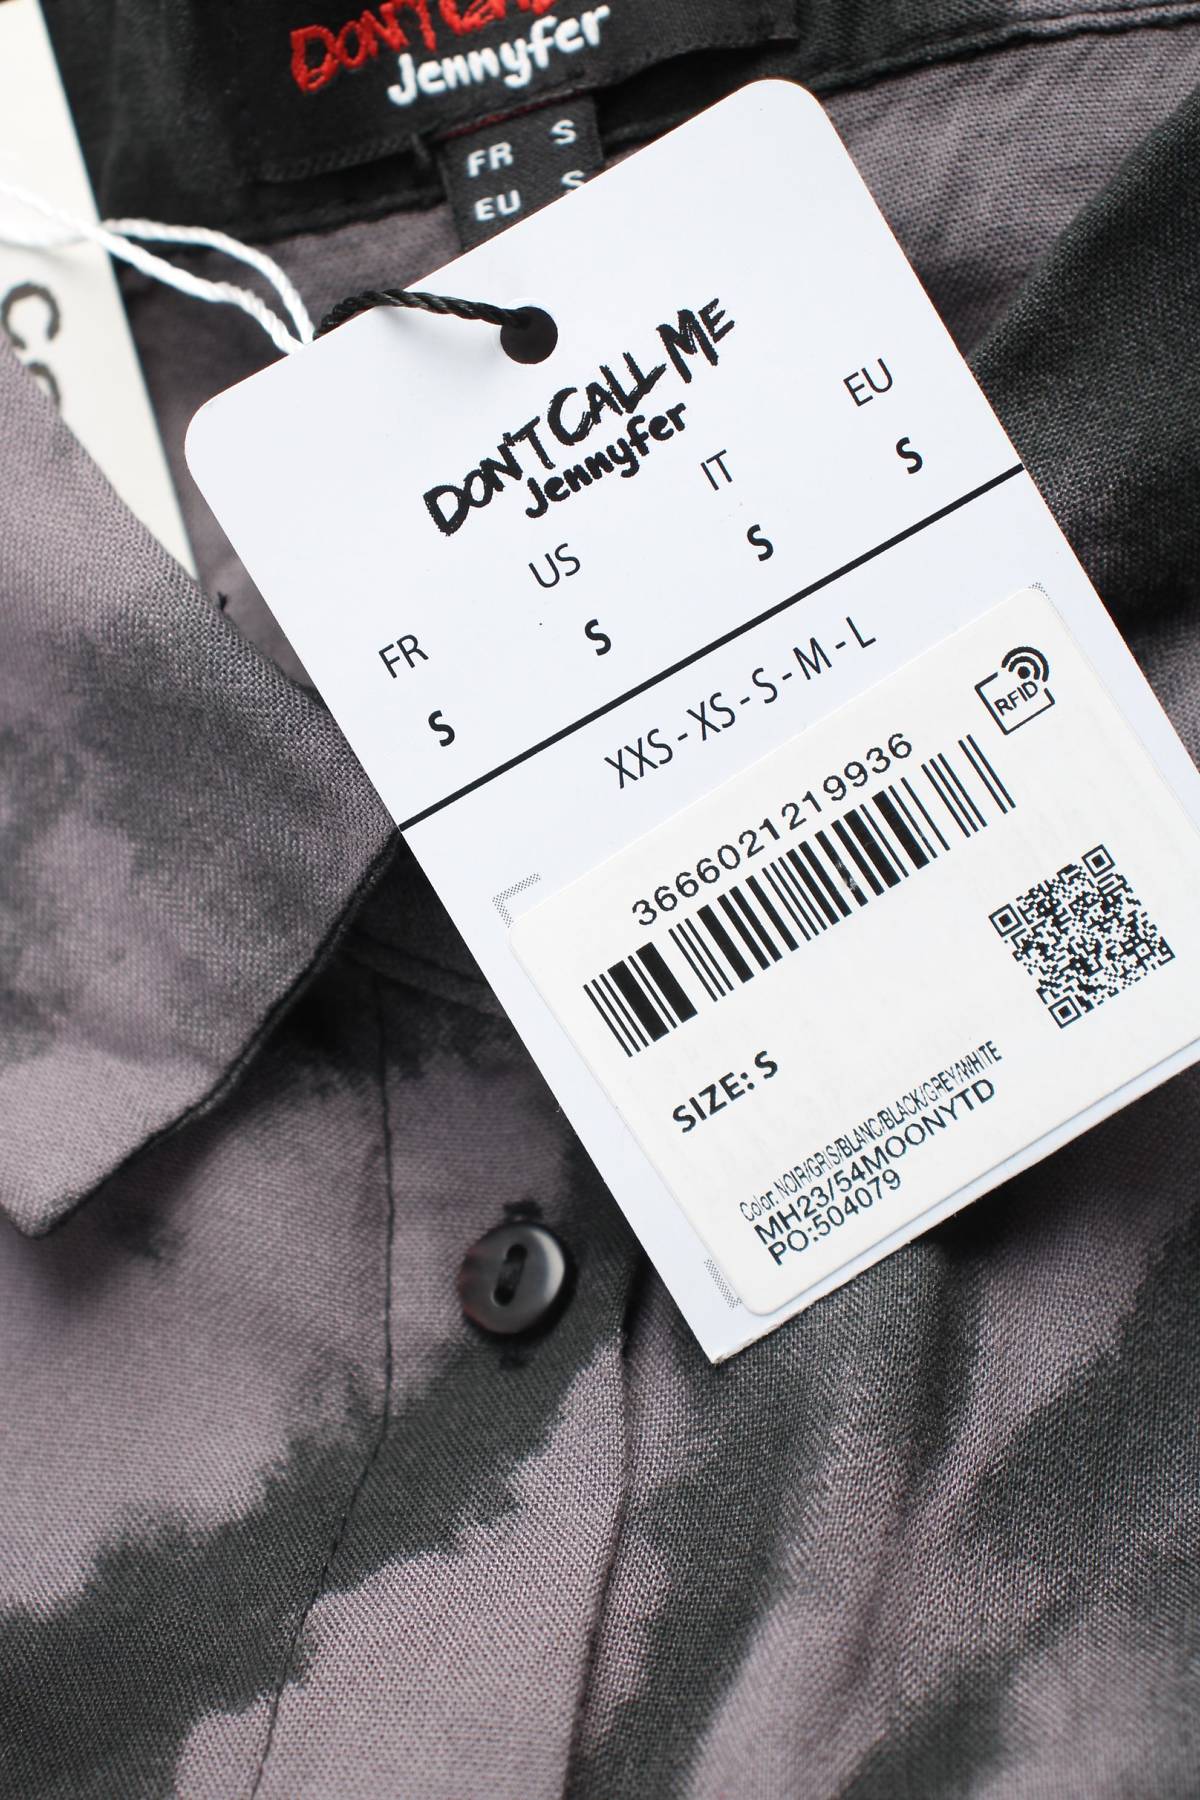 DON'T CALL
Jennyfer
FR S
EU S
DON'T CALL ME
Jennyfer
FR US IT EU
S S S S
XXS - XS - S - M - L
RFID
3666021219936
SIZE: S
Color. NOIR/GRIS/BLANC/BLACK/GREY/WHITE
MH23/54MOONYTD
PO:504079